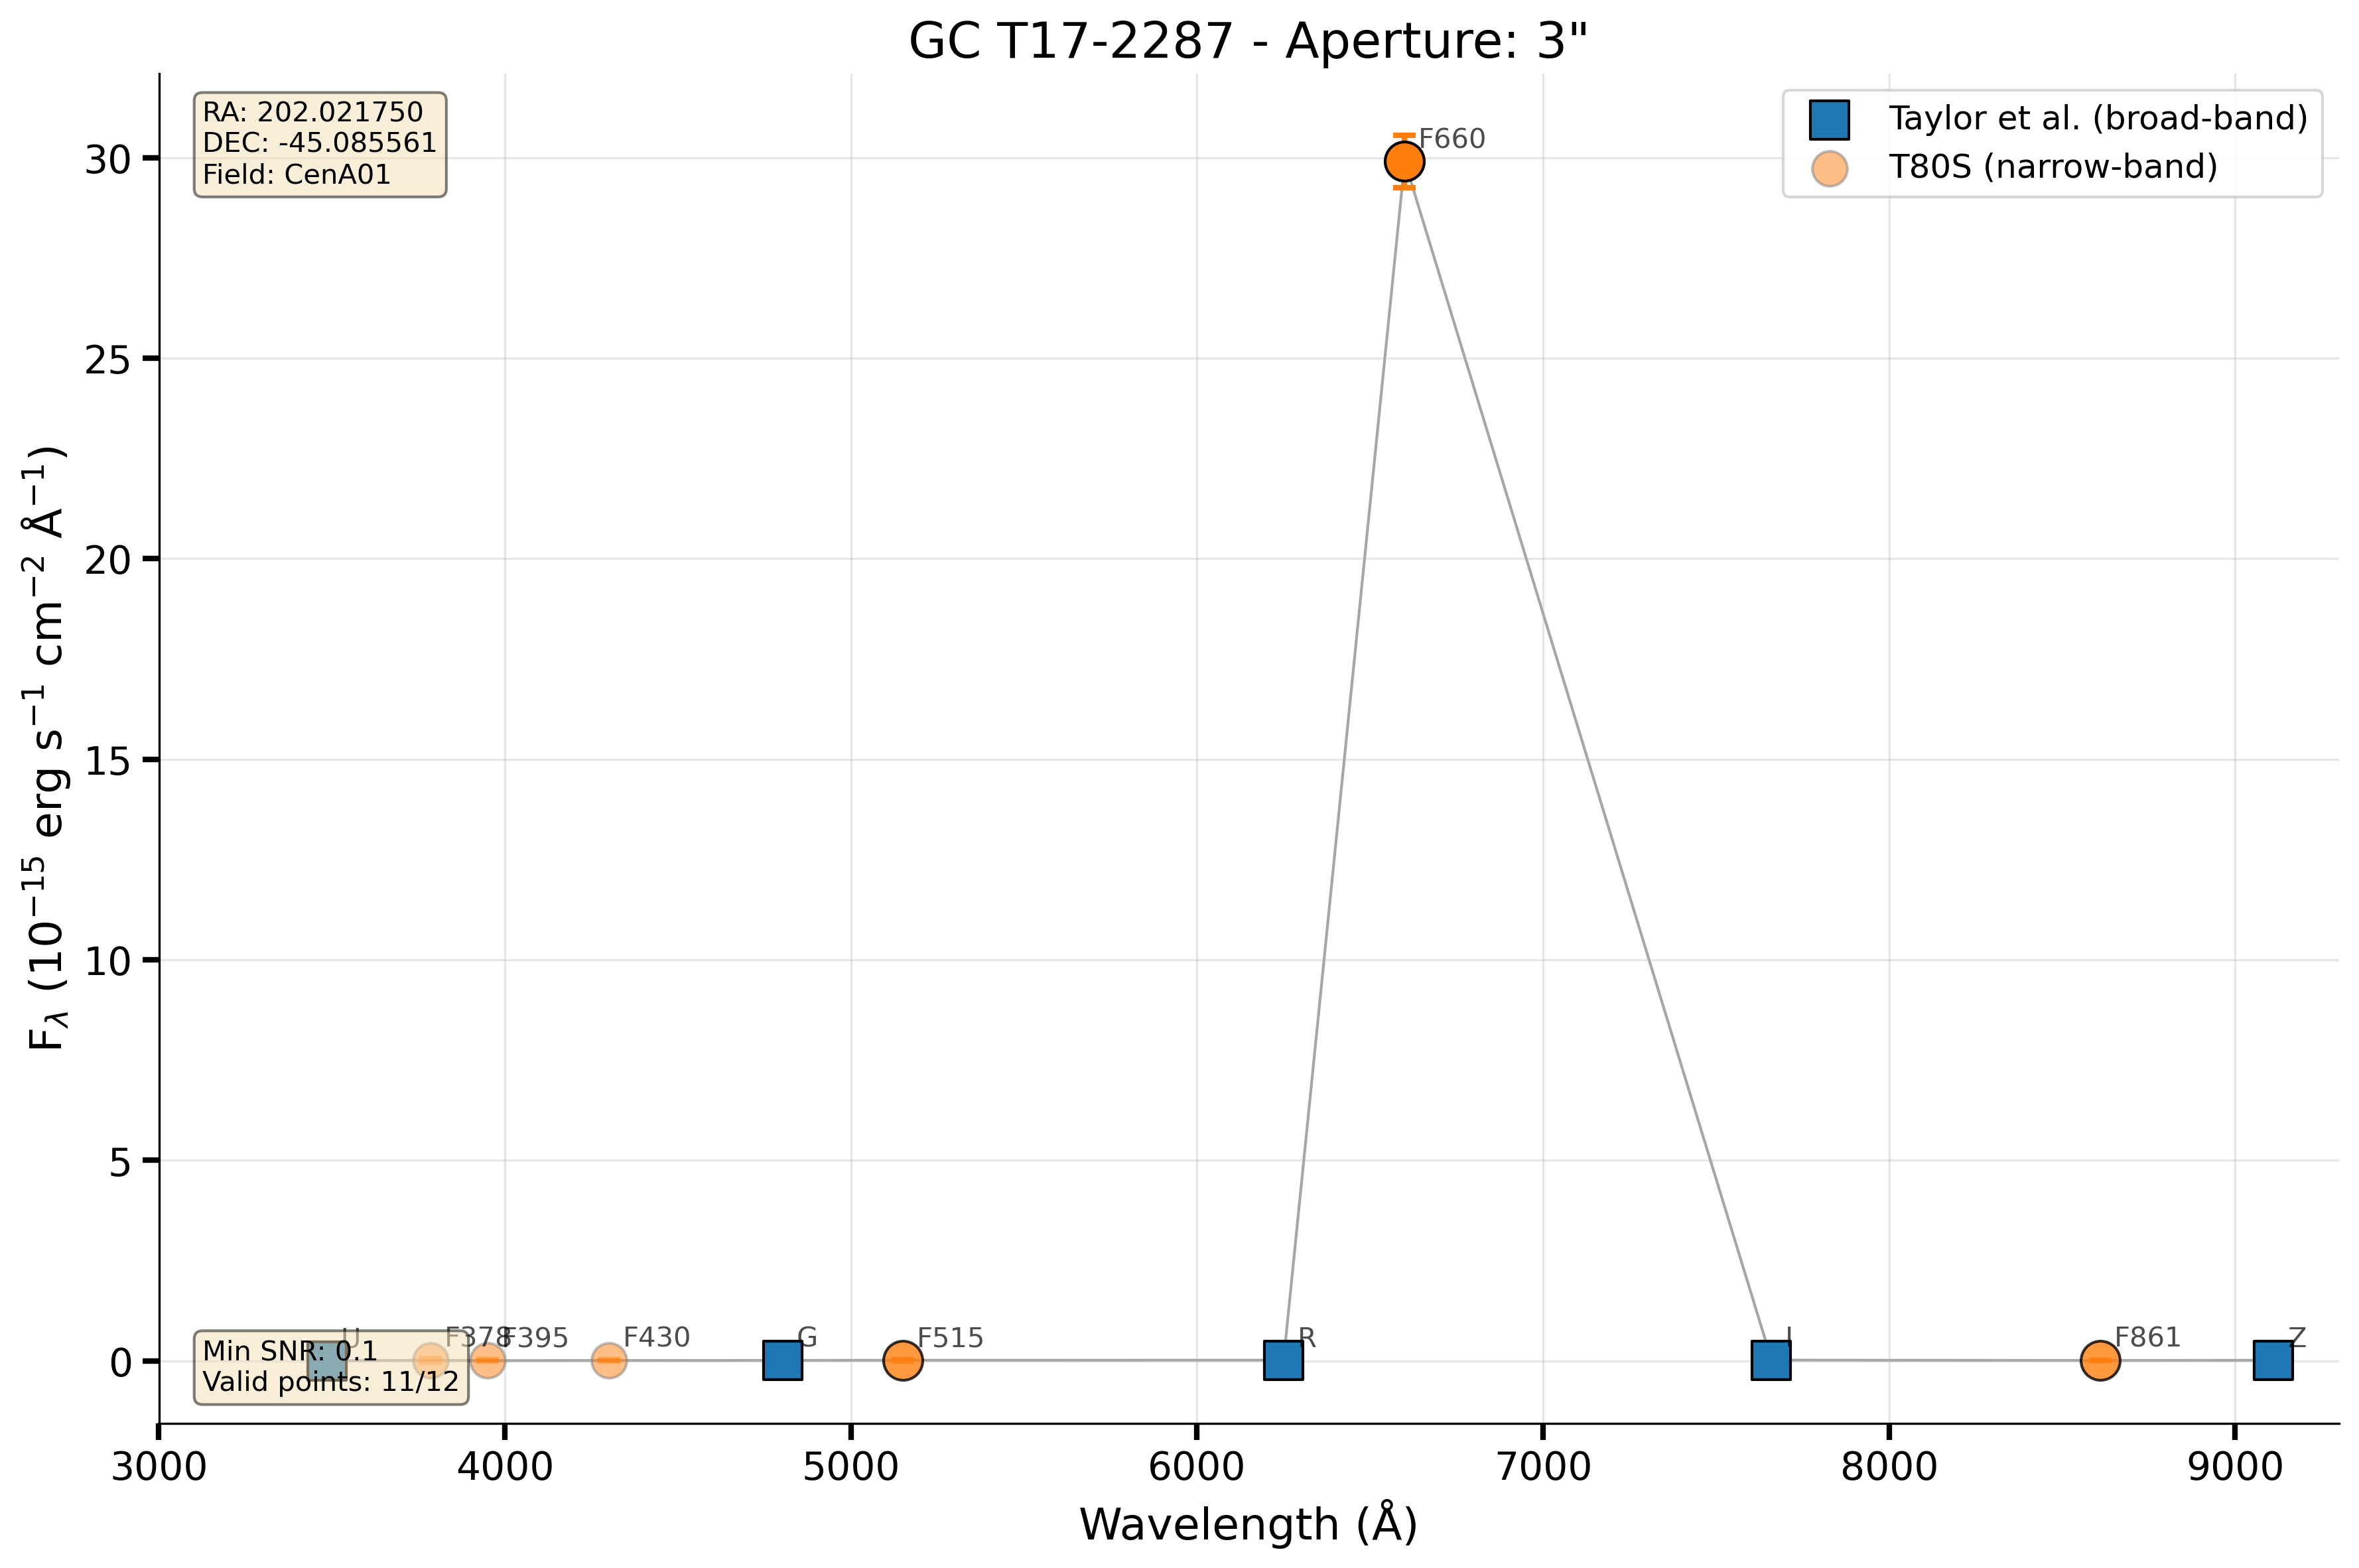 GC T17-2287 - Aperture: 3"
RA: 202.021750
DEC: -45.085561
Field: CenA01
Taylor et al. (broad-band)
T80S (narrow-band)
F660
30
25
20
15
10
5
0
F_λ (10⁻¹⁵ erg s⁻¹ cm⁻² Å⁻¹)
U
F378
F395
F430
G
F515
R
I
F861
Z
Min SNR: 0.1
Valid points: 11/12
3000 4000 5000 6000 7000 8000 9000
Wavelength (Å)